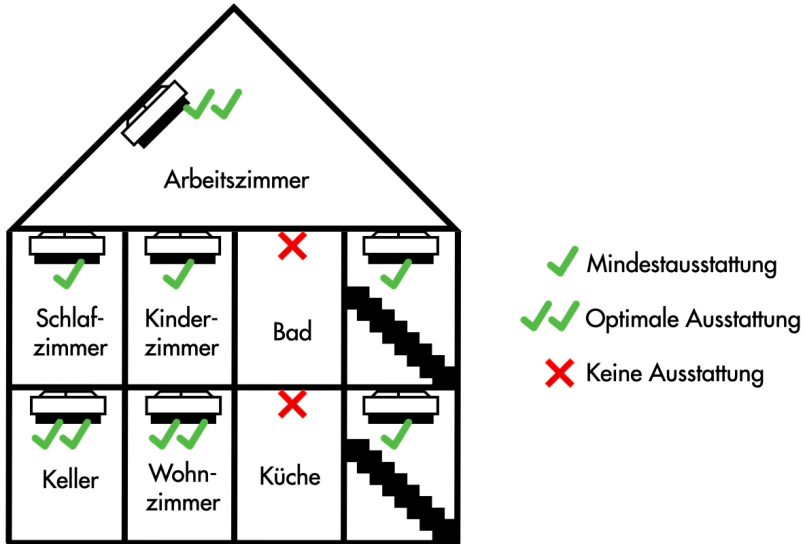 Arbeitszimmer
Schlaf-
zimmer
Kinder-
zimmer
Bad
Keller
Wohn-
zimmer
Küche
Mindestausstattung
Optimale Ausstattung
Keine Ausstattung